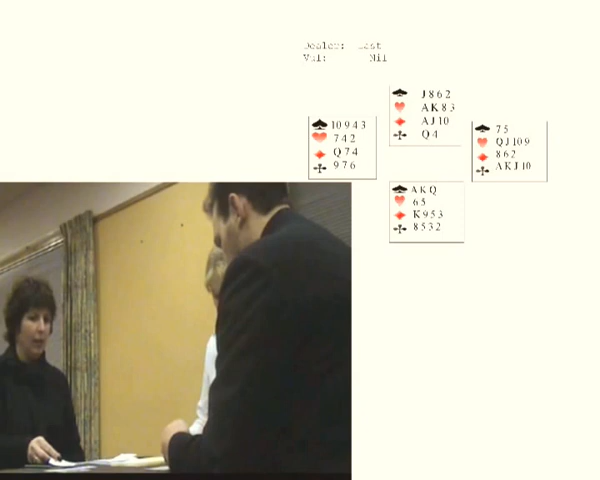 Dealer: East
Vul: Nil
♠ J 8 6 2
♥ A K 8 3
♦ A J 10
♣ Q 4
♠ 10 9 4 3
♥ 7 4 2
♦ Q 7 4
♣ 9 7 6
♠ 7 5
♥ Q J 10 9
♦ 8 6 2
♣ A K J 10
♠ A K Q
♥ 6 5
♦ K 9 5 3
♣ 8 5 3 2